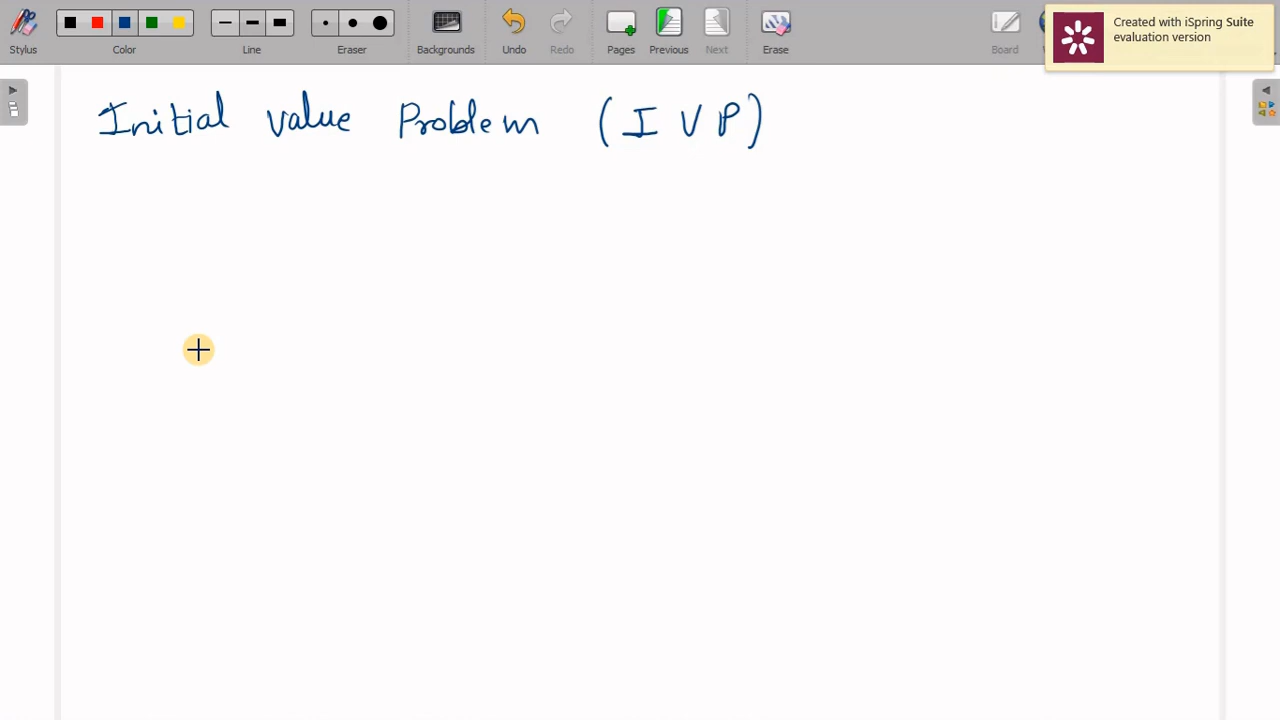 Stylus Color Line Eraser Backgrounds Undo Redo Pages Previous Next Erase Board
Created with iSpring Suite
evaluation version
Initial value Problem (IVP)